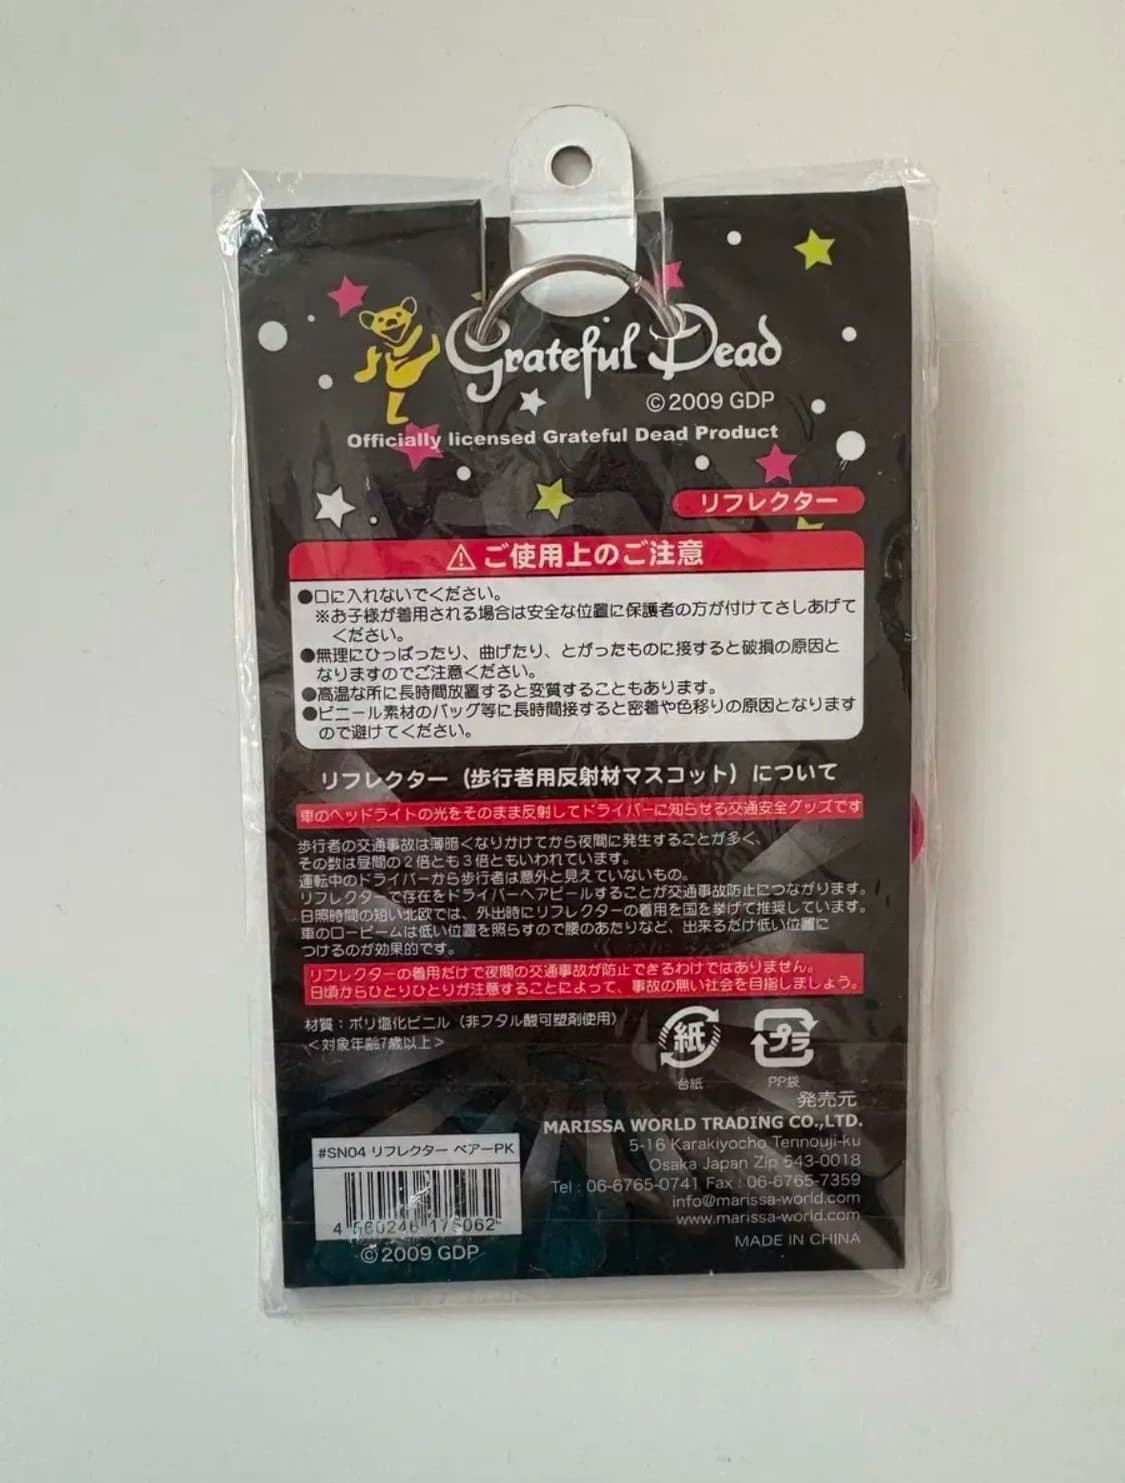 Grateful Dead
©2009 GDP
Officially licensed Grateful Dead Product
リフレクター
⚠ご使用上のご注意
●口に入れないでください。
※お子様が着用される場合は安全な位置に保護者の方が付けてさしあげて
ください。
●無理にひっぱったり、曲げたり、とがったものに接すると破損の原因と
なりますのでご注意ください。
●高温な所に長時間放置すると変質することもあります。
●ビニール素材のバッグ等に長時間接すると密着や色移りの原因となります
ので避けてください。
リフレクター（歩行者用反射材マスコット）について
車のヘッドライトの光をそのまま反射してドライバーに知らせる交通安全グッズです
歩行者の交通事故は薄暗くなりかけてから夜間に発生することが多く、
その数は昼間の2倍とも3倍ともいわれています。
運転中のドライバーから歩行者は意外と見えていないもの。
リフレクターで存在をドライバーへアピールすることが交通事故防止につながります。
日照時間の短い北欧では、外出時にリフレクターの着用を国を挙げて推奨しています。
車のロービームは低い位置を照らすので腰のあたりなど、出来るだけ低い位置に
つけるのが効果的です。
リフレクターの着用だけで夜間の交通事故が防止できるわけではありません。
日頃からひとりひとりが注意することによって、事故の無い社会を目指しましょう。
材質：ポリ塩化ビニル（非フタル酸可塑剤使用）
＜対象年齢7歳以上＞
紙 プラ
台紙 PP袋
発売元
MARISSA WORLD TRADING CO.,LTD.
5-16 Karakiyocho Tennouji-ku
Osaka Japan Zip 543-0018
Tel : 06-6765-0741 Fax : 06-6765-7359
info@marissa-world.com
www.marissa-world.com
MADE IN CHINA
#SN04 リフレクター ベアーPK
4 560246 175062
©2009 GDP